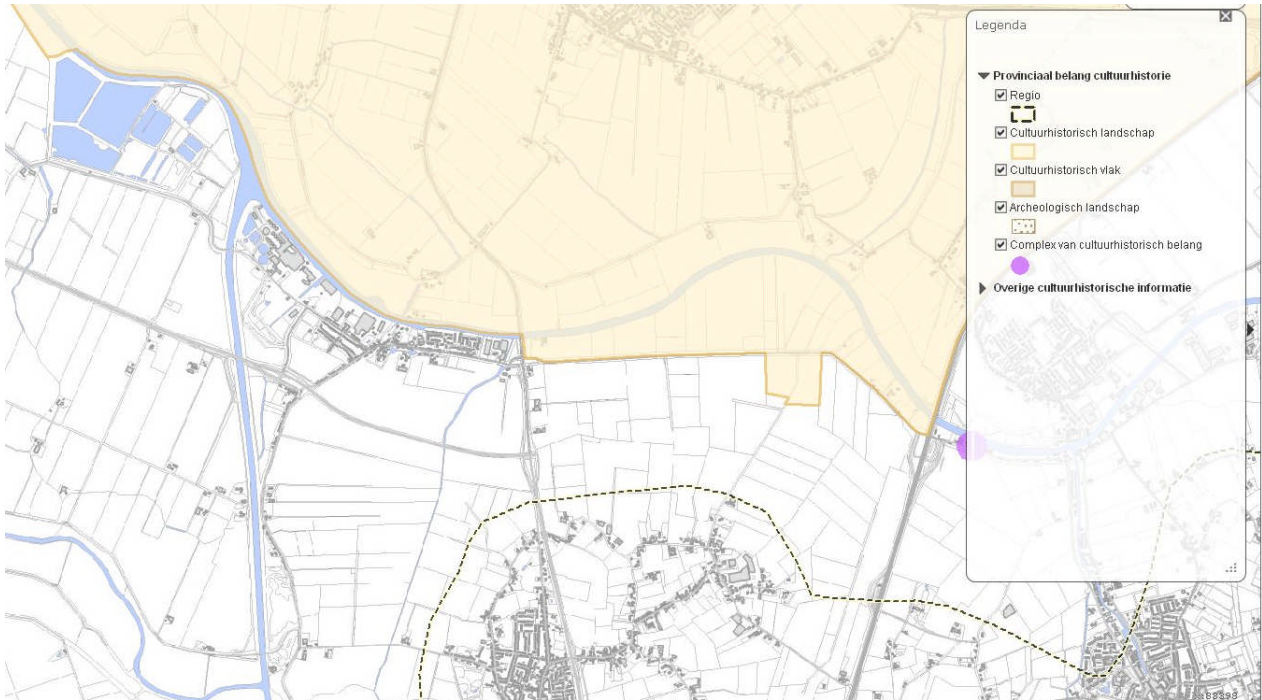 Legenda
Provinciaal belang cultuurhistorie
Regio
Cultuurhistorisch landschap
Cultuurhistorisch vlak
Archeologisch landschap
Complex van cultuurhistorisch belang
Overige cultuurhistorische informatie